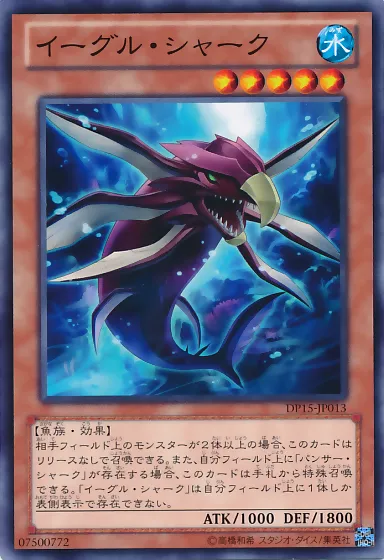 イーグル・シャーク
水
DP15-JP013
【魚族・効果】
相手フィールド上のモンスターが2体以上の場合、このカードは
リリースなしで召喚できる。また、自分フィールド上に「パンサー・
シャーク」が存在する場合、このカードは手札から特殊召喚
できる。「イーグル・シャーク」は自分フィールド上に1体しか
表側表示で存在できない。
ATK/1000 DEF/1800
07500772
©高橋和希 スタジオ・ダイス/集英社